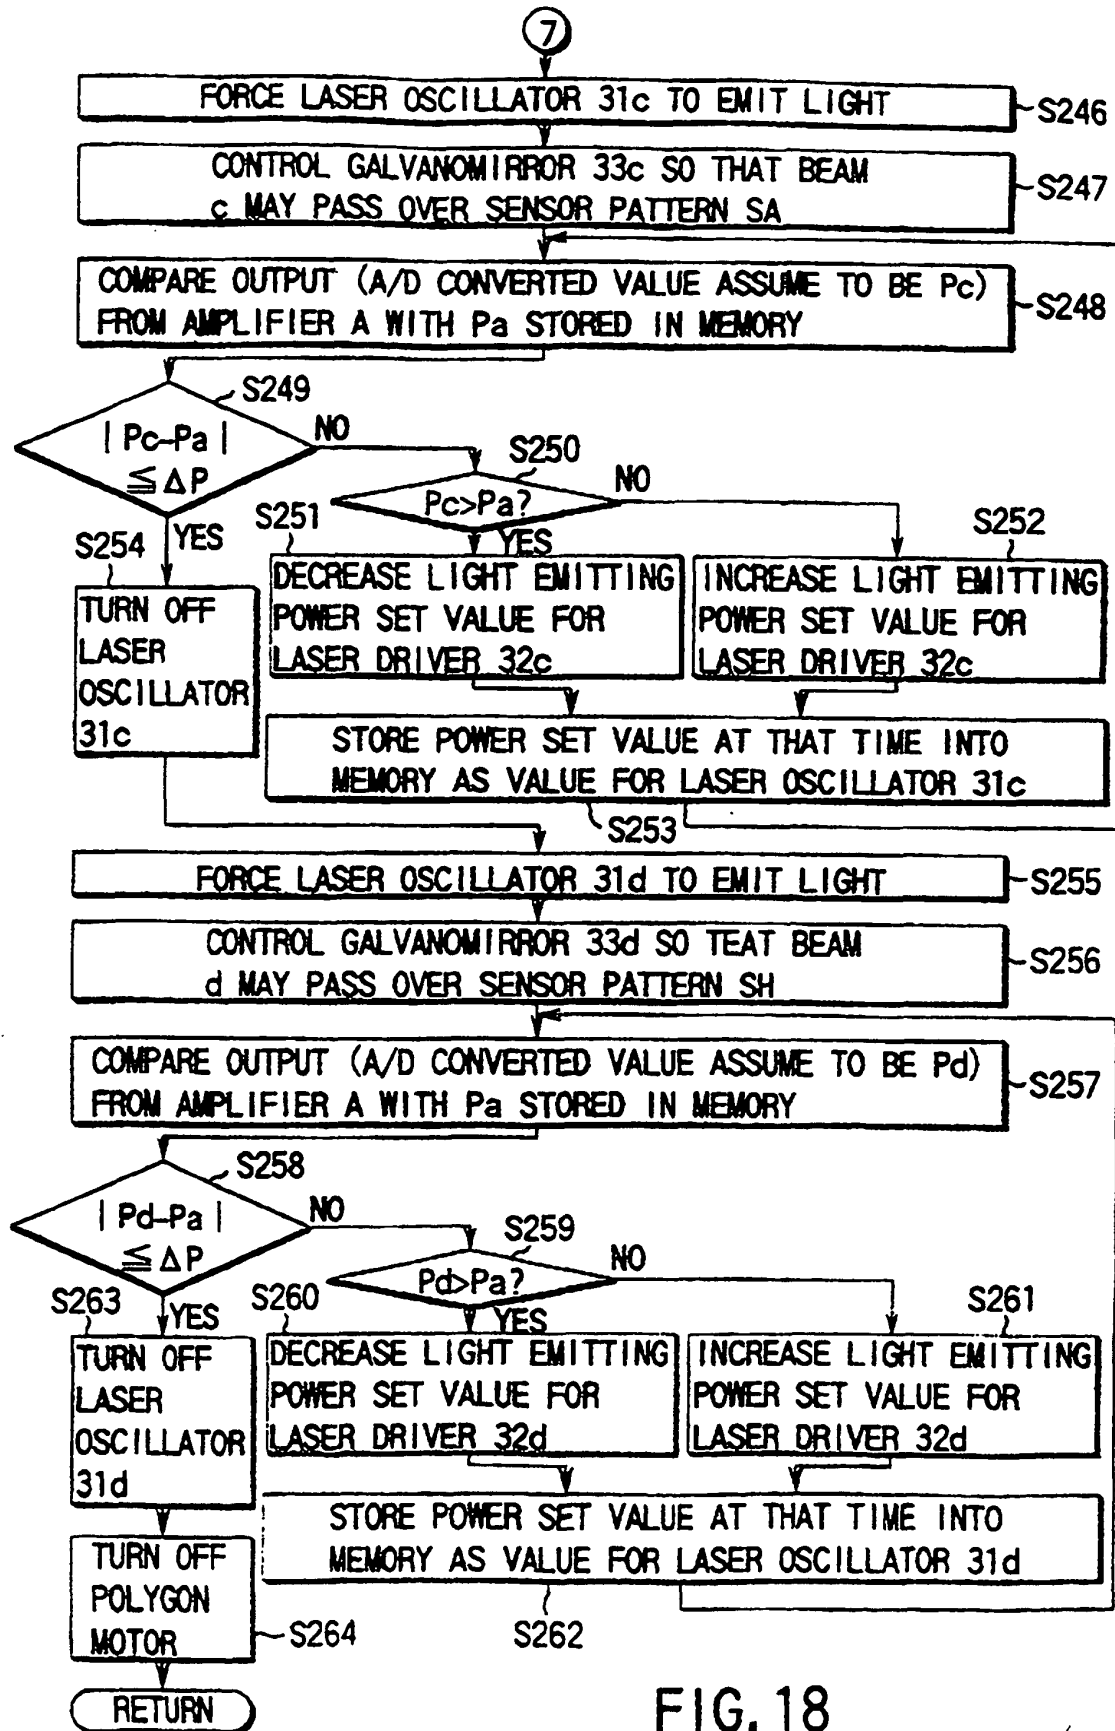 7
FORCE LASER OSCILLATOR 31c TO EMIT LIGHT
S246
CONTROL GALVANOMIRROR 33c SO THAT BEAM
c MAY PASS OVER SENSOR PATTERN SA
S247
COMPARE OUTPUT (A/D CONVERTED VALUE ASSUME TO BE Pc)
FROM AMPLIFIER A WITH Pa STORED IN MEMORY
S248
S249
| Pc-Pa |
≦ ΔP
NO
YES
S250
Pc>Pa?
NO
YES
S251
DECREASE LIGHT EMITTING
POWER SET VALUE FOR
LASER DRIVER 32c
S252
INCREASE LIGHT EMITTING
POWER SET VALUE FOR
LASER DRIVER 32c
S254
TURN OFF
LASER
OSCILLATOR
31c
STORE POWER SET VALUE AT THAT TIME INTO
MEMORY AS VALUE FOR LASER OSCILLATOR 31c
S253
FORCE LASER OSCILLATOR 31d TO EMIT LIGHT
S255
CONTROL GALVANOMIRROR 33d SO TEAT BEAM
d MAY PASS OVER SENSOR PATTERN SH
S256
COMPARE OUTPUT (A/D CONVERTED VALUE ASSUME TO BE Pd)
FROM AMPLIFIER A WITH Pa STORED IN MEMORY
S257
S258
| Pd-Pa |
≦ ΔP
NO
YES
S259
Pd>Pa?
NO
YES
S260
DECREASE LIGHT EMITTING
POWER SET VALUE FOR
LASER DRIVER 32d
S261
INCREASE LIGHT EMITTING
POWER SET VALUE FOR
LASER DRIVER 32d
S263
TURN OFF
LASER
OSCILLATOR
31d
STORE POWER SET VALUE AT THAT TIME INTO
MEMORY AS VALUE FOR LASER OSCILLATOR 31d
S262
TURN OFF
POLYGON
MOTOR
S264
RETURN
FIG. 18